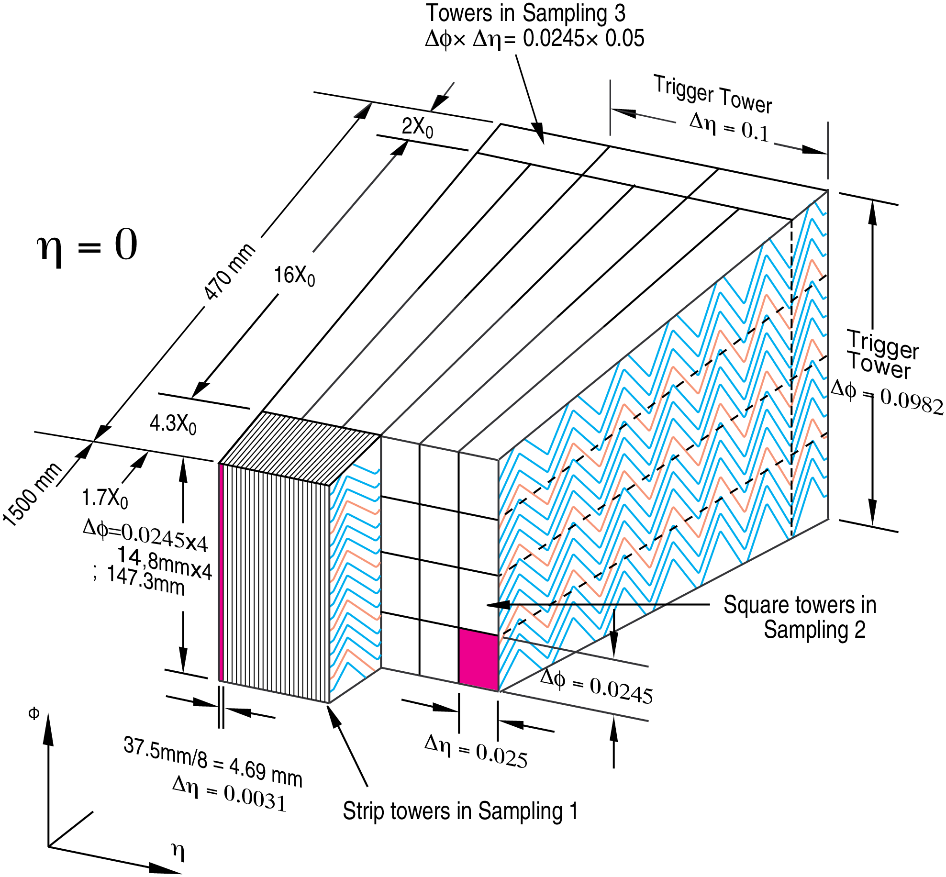 Towers in Sampling 3
Δφ× Δη = 0.0245× 0.05
Trigger Tower
Δη = 0.1
2X0
η = 0
470 mm
16X0
Trigger
Tower
Δφ = 0.0982
4.3X0
1500 mm
1.7X0
Δφ=0.0245x4
14,8mmx4
; 147.3mm
Square towers in
Sampling 2
Δφ = 0.0245
Δη = 0.025
37.5mm/8 = 4.69 mm
Δη = 0.0031
Strip towers in Sampling 1
Φ
η